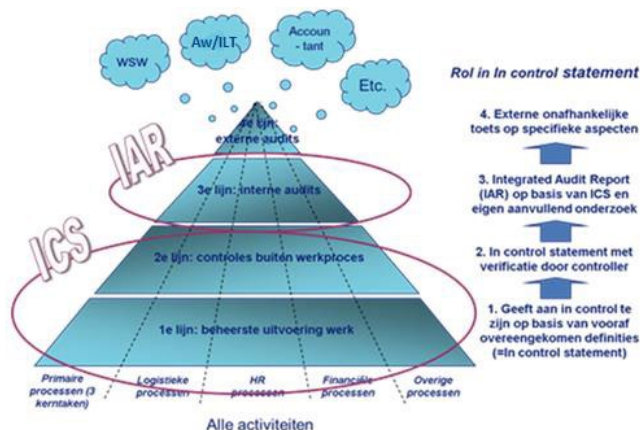 wsw
Aw/ILT
Accoun
- tant
Etc.
Rol in In control statement
4e lijn:
externe audits
IAR
3e lijn: interne audits
ICS
2e lijn: controles buiten werkproces
1e lijn: beheerste uitvoering werk
4. Externe onafhankelijke
toets op specifieke aspecten
3. Integrated Audit Report
(IAR) op basis van ICS en
eigen aanvullend onderzoek
2. In control statement met
verificatie door controller
1. Geeft aan in control te
zijn op basis van vooraf
overeengekomen definities
(=In control statement)
Primaire
processen (3
kerntaken)
Logistieke
processen
HR
processen
Financiële
processen
Overige
processen
Alle activiteiten